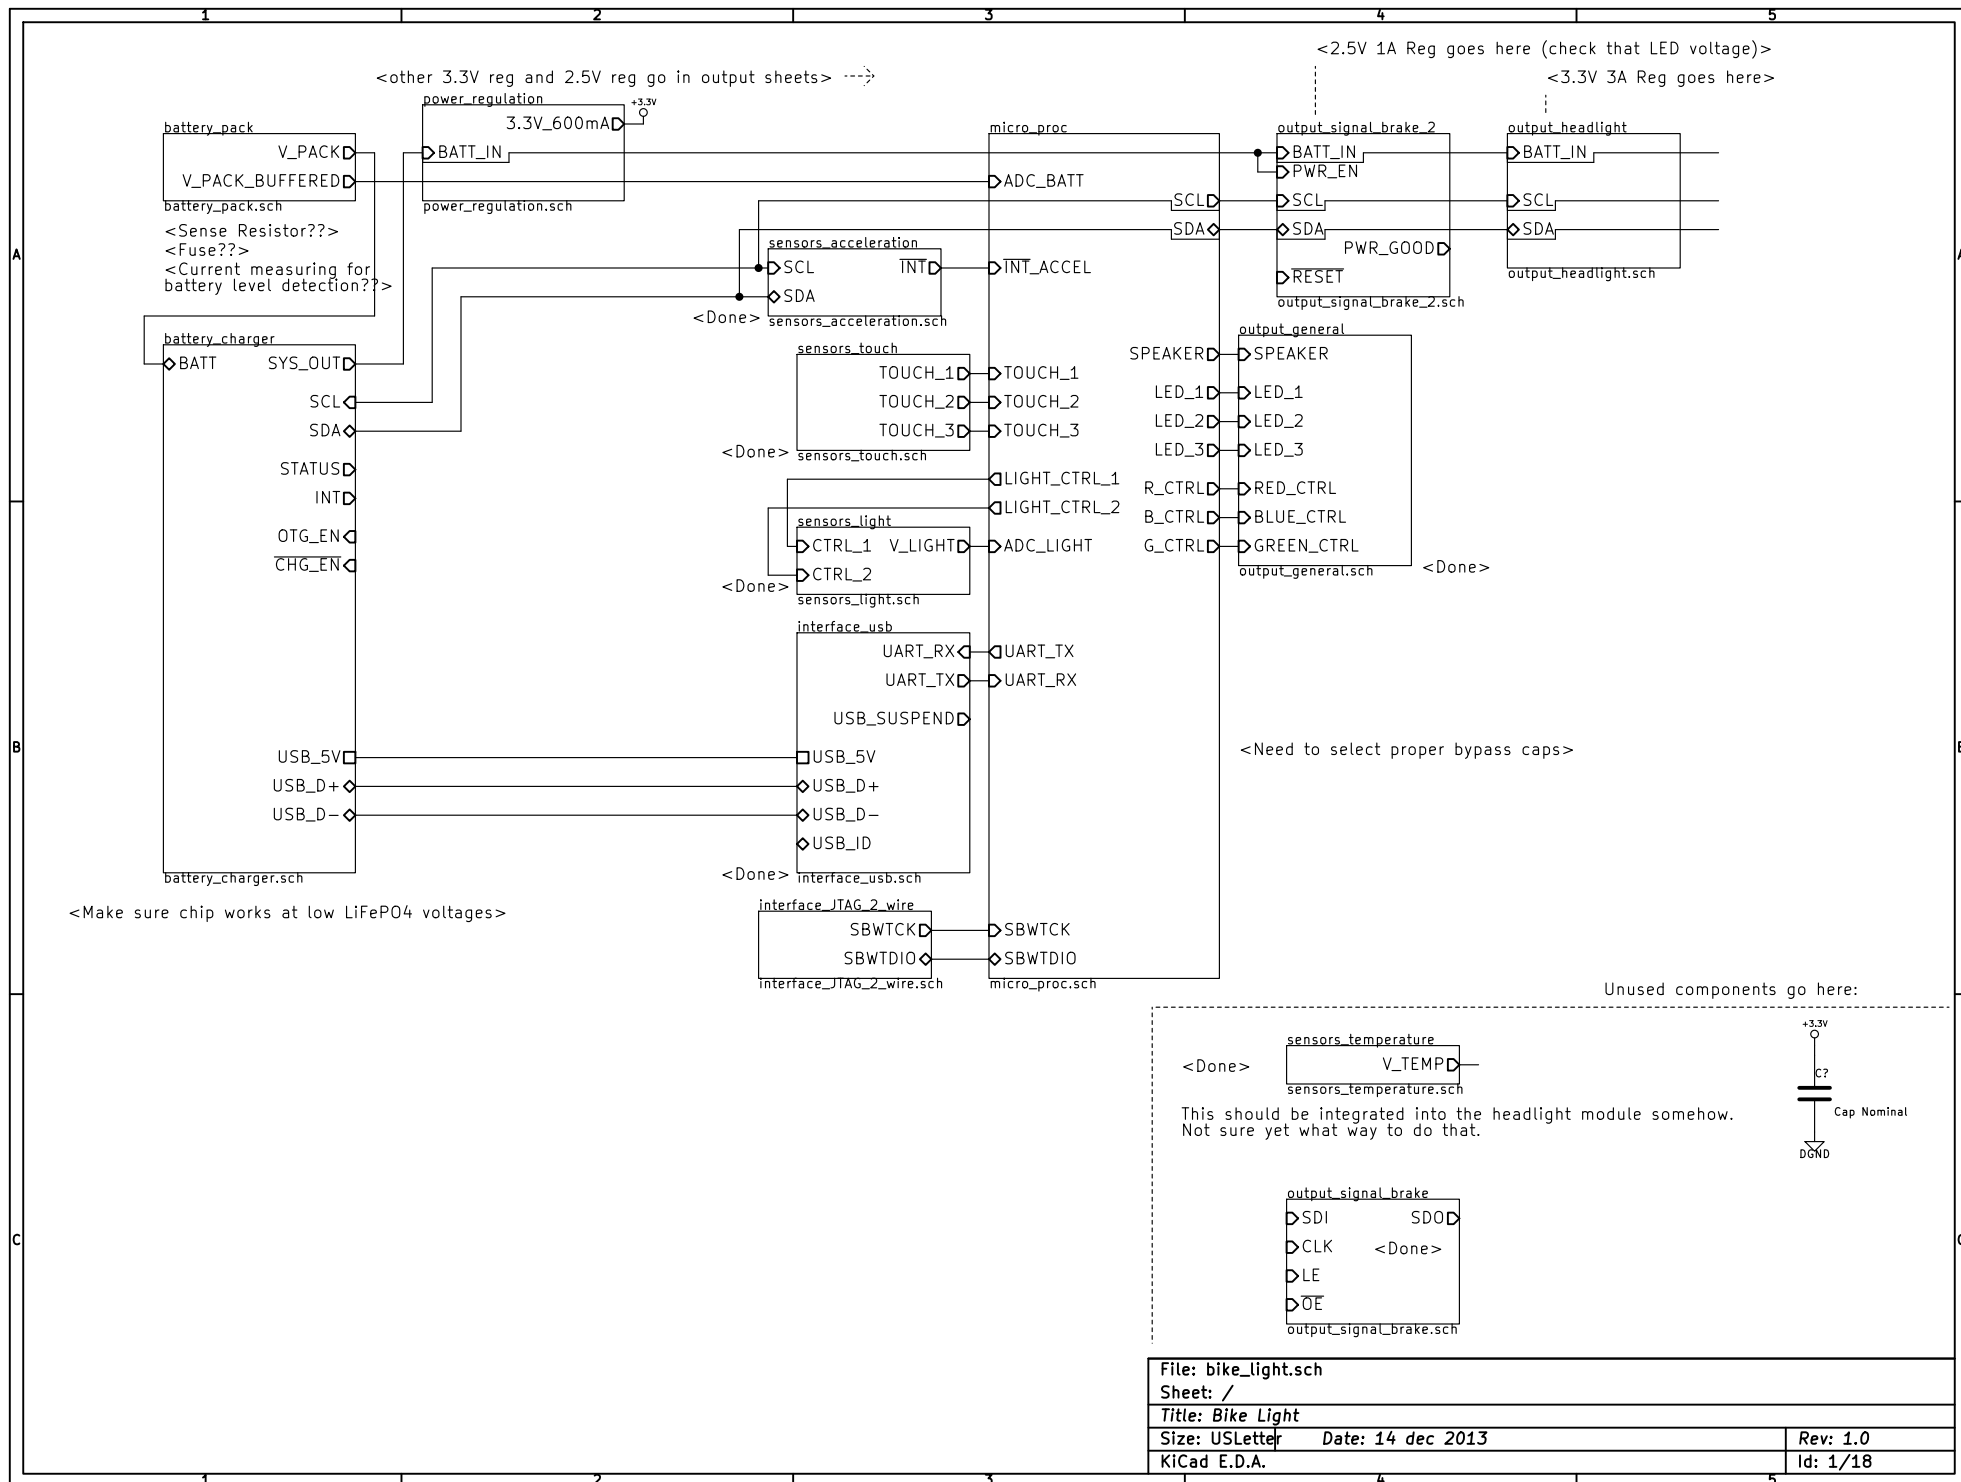 1
2
3
4
5
<2.5V 1A Reg goes here (check that LED voltage)>
<other 3.3V reg and 2.5V reg go in output sheets>
<3.3V 3A Reg goes here>
power_regulation
3.3V_600mA
+3.3V
BATT_IN
power_regulation.sch
battery_pack
V_PACK
V_PACK_BUFFERED
battery_pack.sch
<Sense Resistor??>
<Fuse??>
<Current measuring for
battery level detection??>
A
battery_charger
BATT
SYS_OUT
SCL
SDA
STATUS
INT
OTG_EN
CHG_EN
USB_5V
USB_D+
USB_D-
battery_charger.sch
<Make sure chip works at low LiFePO4 voltages>
sensors_acceleration
SCL
INT
SDA
<Done>
sensors_acceleration.sch
sensors_touch
TOUCH_1
TOUCH_2
TOUCH_3
<Done>
sensors_touch.sch
sensors_light
CTRL_1
V_LIGHT
CTRL_2
<Done>
sensors_light.sch
interface_usb
UART_RX
UART_TX
USB_SUSPEND
USB_5V
USB_D+
USB_D-
USB_ID
<Done>
interface_usb.sch
interface_JTAG_2_wire
SBWTCK
SBWTDIO
interface_JTAG_2_wire.sch
micro_proc
ADC_BATT
SCL
SDA
INT_ACCEL
SPEAKER
TOUCH_1
TOUCH_2
TOUCH_3
LED_1
LED_2
LED_3
LIGHT_CTRL_1
LIGHT_CTRL_2
R_CTRL
B_CTRL
G_CTRL
ADC_LIGHT
UART_TX
UART_RX
SBWTCK
SBWTDIO
micro_proc.sch
output_signal_brake_2
BATT_IN
PWR_EN
SCL
SDA
PWR_GOOD
RESET
output_signal_brake_2.sch
output_headlight
BATT_IN
SCL
SDA
output_headlight.sch
A
output_general
SPEAKER
LED_1
LED_2
LED_3
RED_CTRL
BLUE_CTRL
GREEN_CTRL
output_general.sch
<Done>
B
<Need to select proper bypass caps>
B
Unused components go here:
sensors_temperature
<Done>
V_TEMP
sensors_temperature.sch
This should be integrated into the headlight module somehow.
Not sure yet what way to do that.
+3.3V
C?
Cap Nominal
DGND
output_signal_brake
SDI
SDO
CLK
<Done>
LE
OE
output_signal_brake.sch
C
C
File: bike_light.sch
Sheet: /
Title: Bike Light
Size: USLetter
Date: 14 dec 2013
Rev: 1.0
KiCad E.D.A.
Id: 1/18
1
2
3
4
5